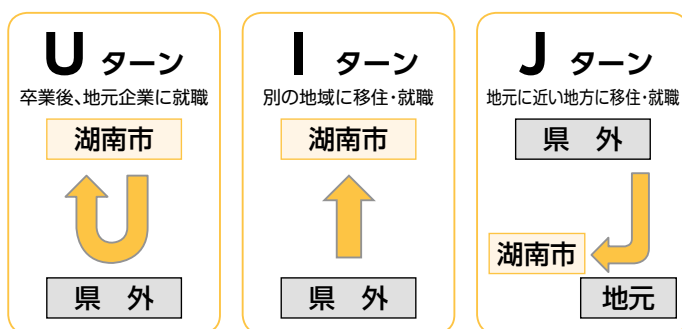 U ターン
卒業後、地元企業に就職
湖南市
県 外
I ターン
別の地域に移住・就職
湖南市
県 外
J ターン
地元に近い地方に移住・就職
県 外
湖南市
地元